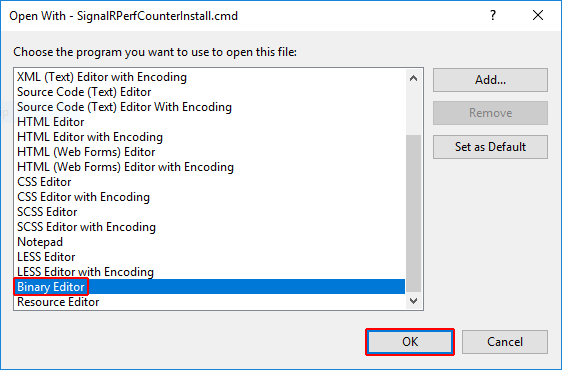 Open With - SignalRPerfCounterInstall.cmd
Choose the program you want to use to open this file:
XML (Text) Editor with Encoding
Source Code (Text) Editor
Source Code (Text) Editor With Encoding
HTML Editor
HTML Editor with Encoding
HTML (Web Forms) Editor
HTML (Web Forms) Editor with Encoding
CSS Editor
CSS Editor with Encoding
SCSS Editor
SCSS Editor with Encoding
Notepad
LESS Editor
LESS Editor with Encoding
Binary Editor
Resource Editor
Add...
Remove
Set as Default
OK
Cancel